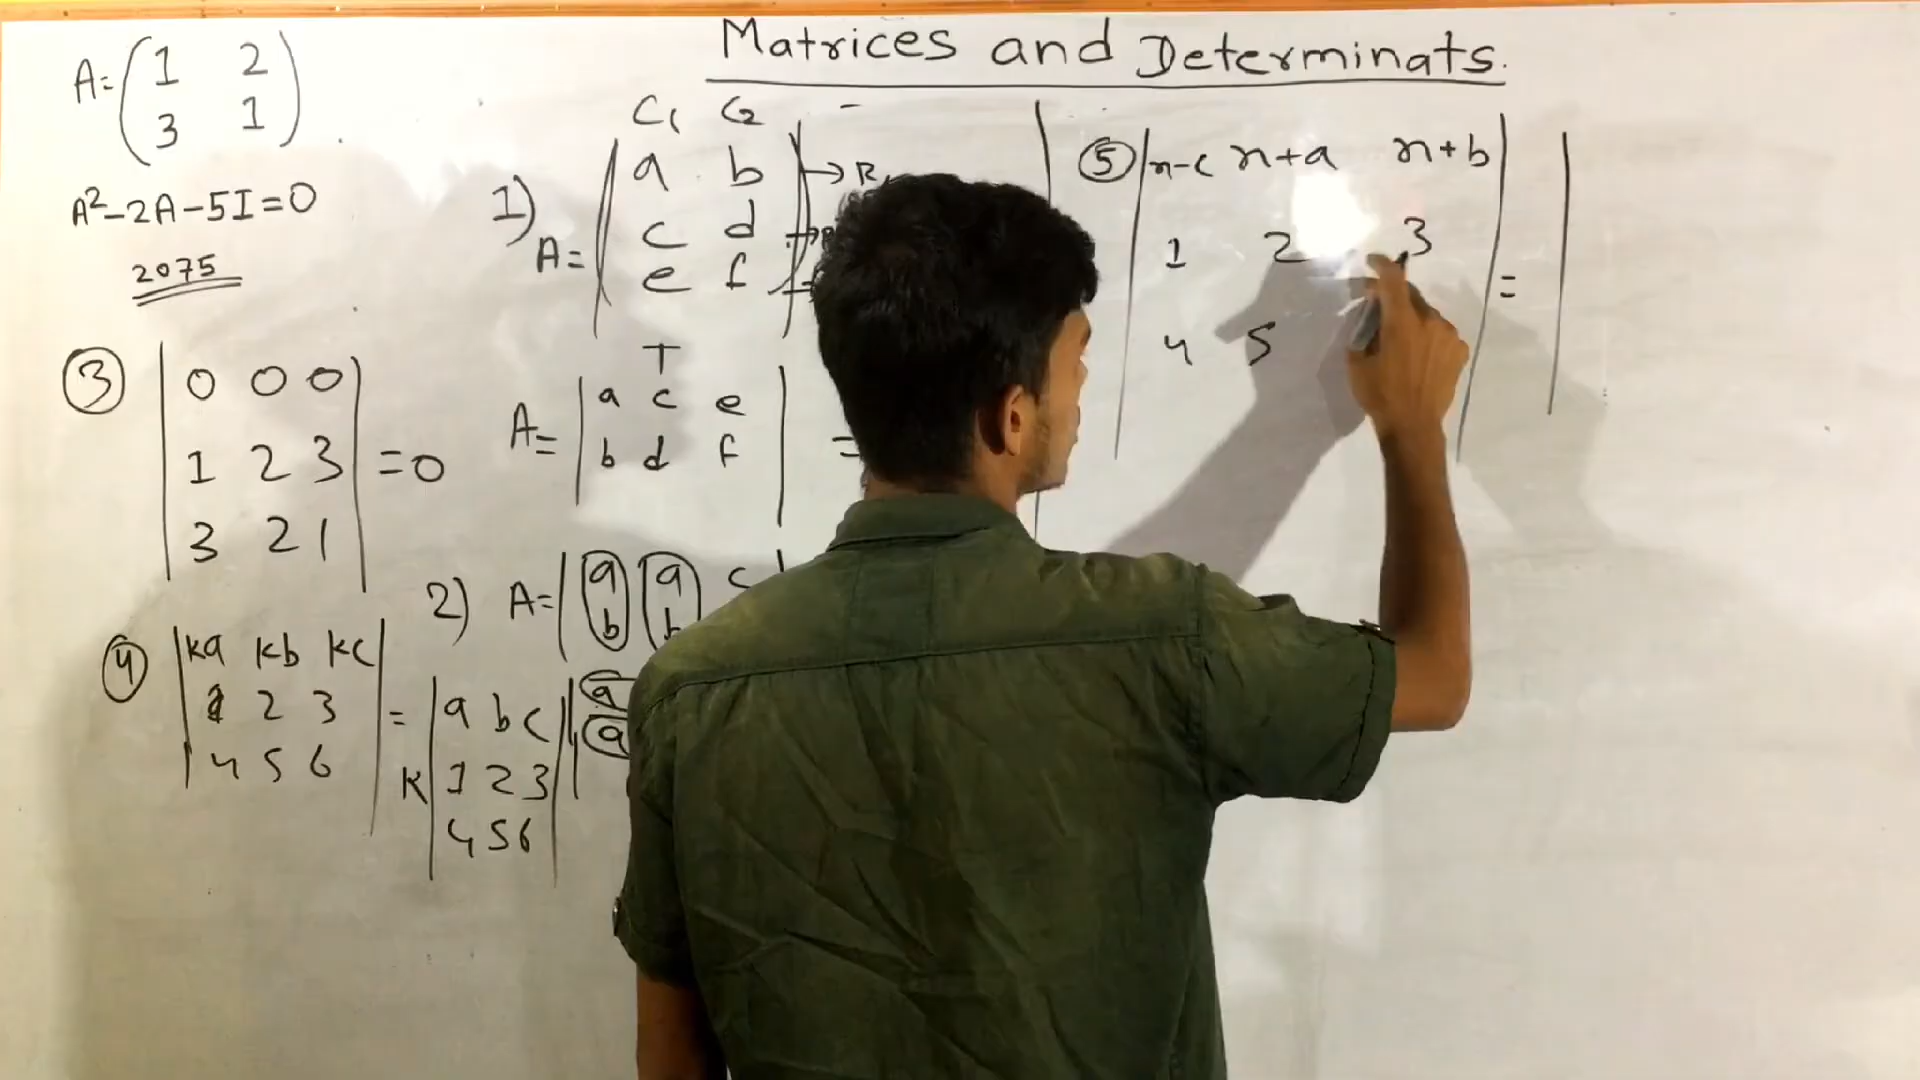 Matrices and Determinats.
A= ( 1 2
3 1 )
A²-2A-5I=0
2075
③ | 0 0 0
1 2 3 | =0
3 2 1
④ | ka kb kc |
2 3
4 5 6
= k | a b c |
1 2 3
4 5 6
C₁ C₂ -
1) A= ( a b ) → R
c d →
e f →
T
A= | a c e | =
b d f
2) A= | a a c |
b
a
a
⑤ | n-c n+a n+b |
1 2 3 = |
4 5